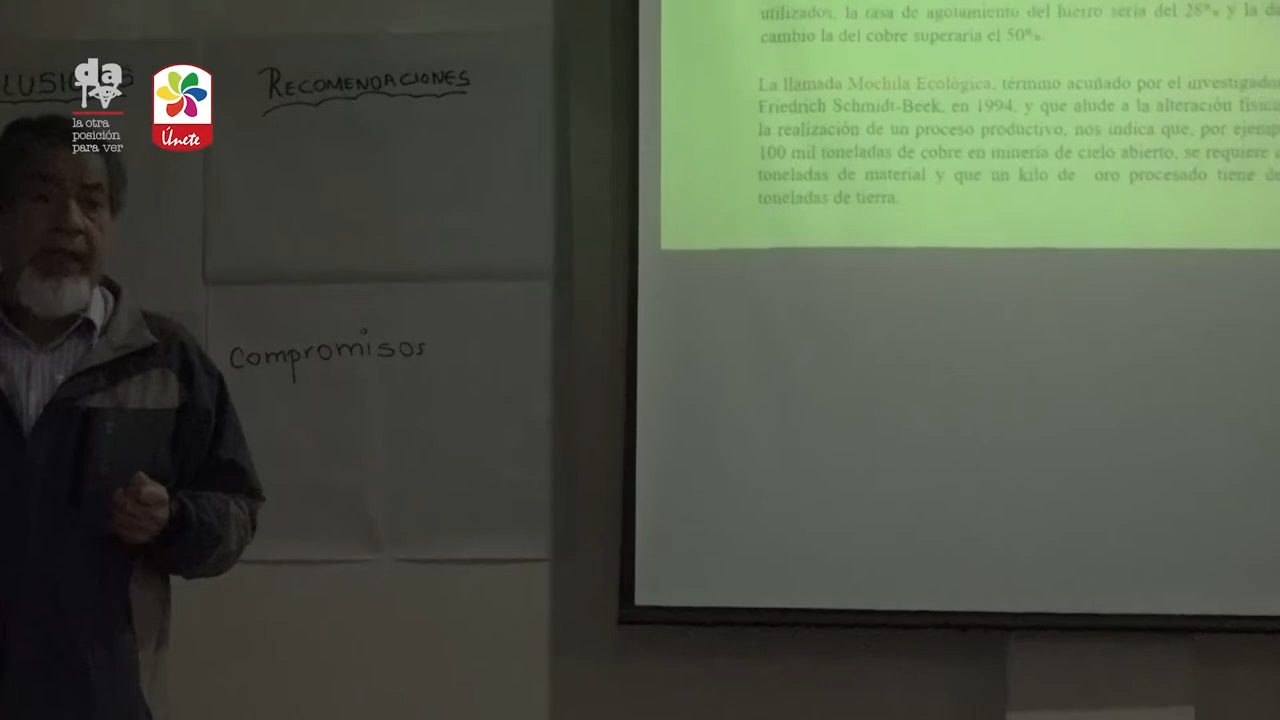 LUSIO
RECOMENDACIONES
Compromisos
la otra
posición
para ver
Únete
utilizados, la tasa de agotamiento del hierro sería del 28% y la de
cambio la del cobre superaría el 50%.
La llamada Mochila Ecológica, término acuñado por el investigador
Friedrich Schmidt-Beek, en 1994, y que alude a la alteración física
la realización de un proceso productivo, nos indica que, por ejemp
100 mil toneladas de cobre en minería de cielo abierto, se requiere
toneladas de material y que un kilo de oro procesado tiene de
toneladas de tierra.